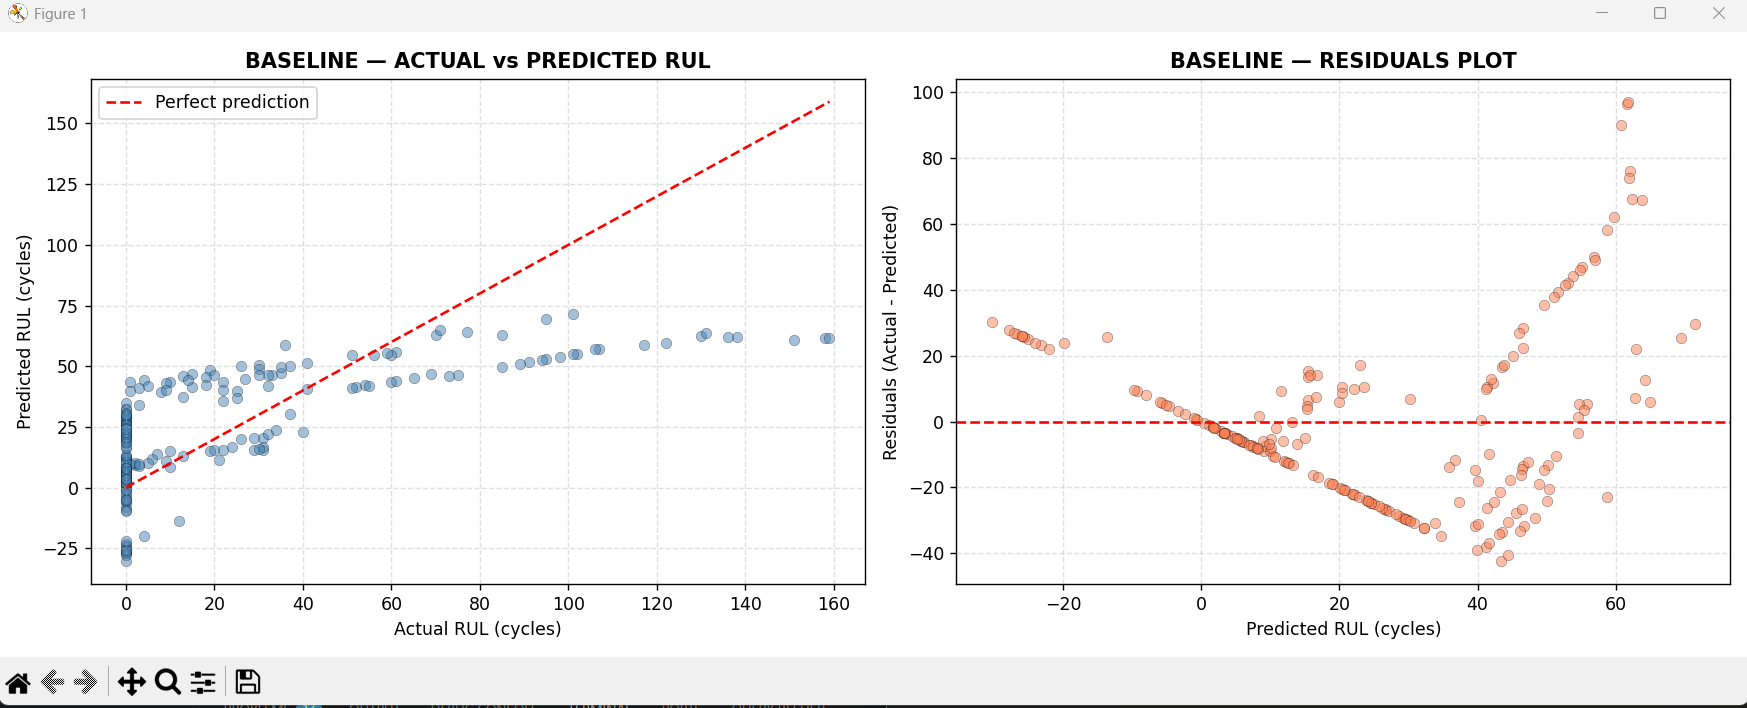 Figure 1
BASELINE — ACTUAL vs PREDICTED RUL
Perfect prediction
Predicted RUL (cycles)
150
125
100
75
50
25
0
−25
0 20 40 60 80 100 120 140 160
Actual RUL (cycles)
BASELINE — RESIDUALS PLOT
Residuals (Actual - Predicted)
100
80
60
40
20
0
−20
−40
−20 0 20 40 60
Predicted RUL (cycles)